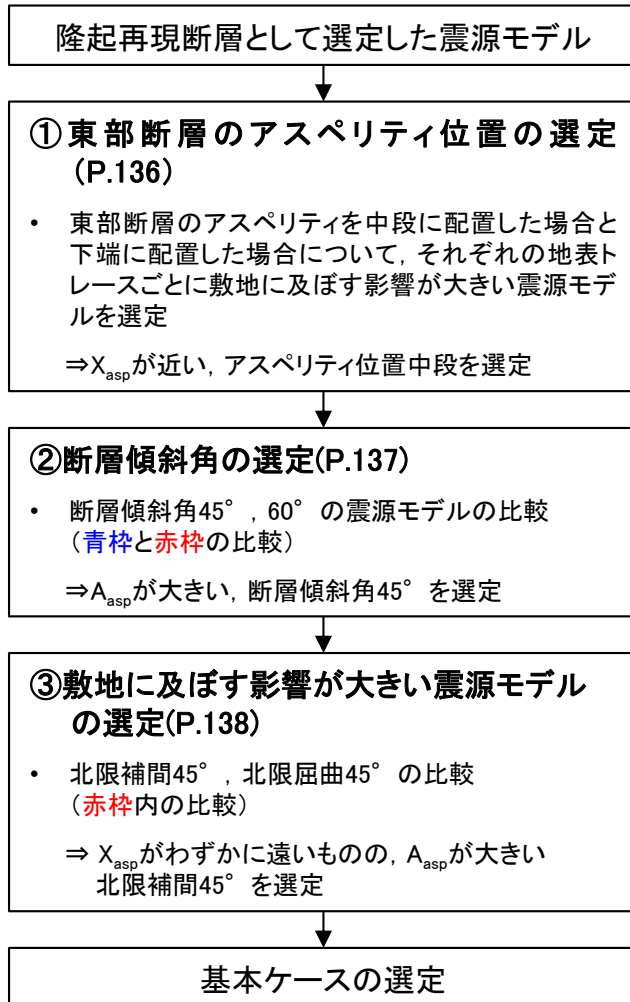 隆起再現断層として選定した震源モデル
①東部断層のアスペリティ位置の選定
(P.136)
• 東部断層のアスペリティを中段に配置した場合と
下端に配置した場合について，それぞれの地表ト
レースごとに敷地に及ぼす影響が大きい震源モデ
ルを選定
⇒Xaspが近い，アスペリティ位置中段を選定
②断層傾斜角の選定(P.137)
• 断層傾斜角45°，60°の震源モデルの比較
（青枠と赤枠の比較）
⇒Aaspが大きい，断層傾斜角45°を選定
③敷地に及ぼす影響が大きい震源モデル
の選定(P.138)
• 北限補間45°，北限屈曲45°の比較
（赤枠内の比較）
⇒ Xaspがわずかに遠いものの，Aaspが大きい
北限補間45°を選定
基本ケースの選定